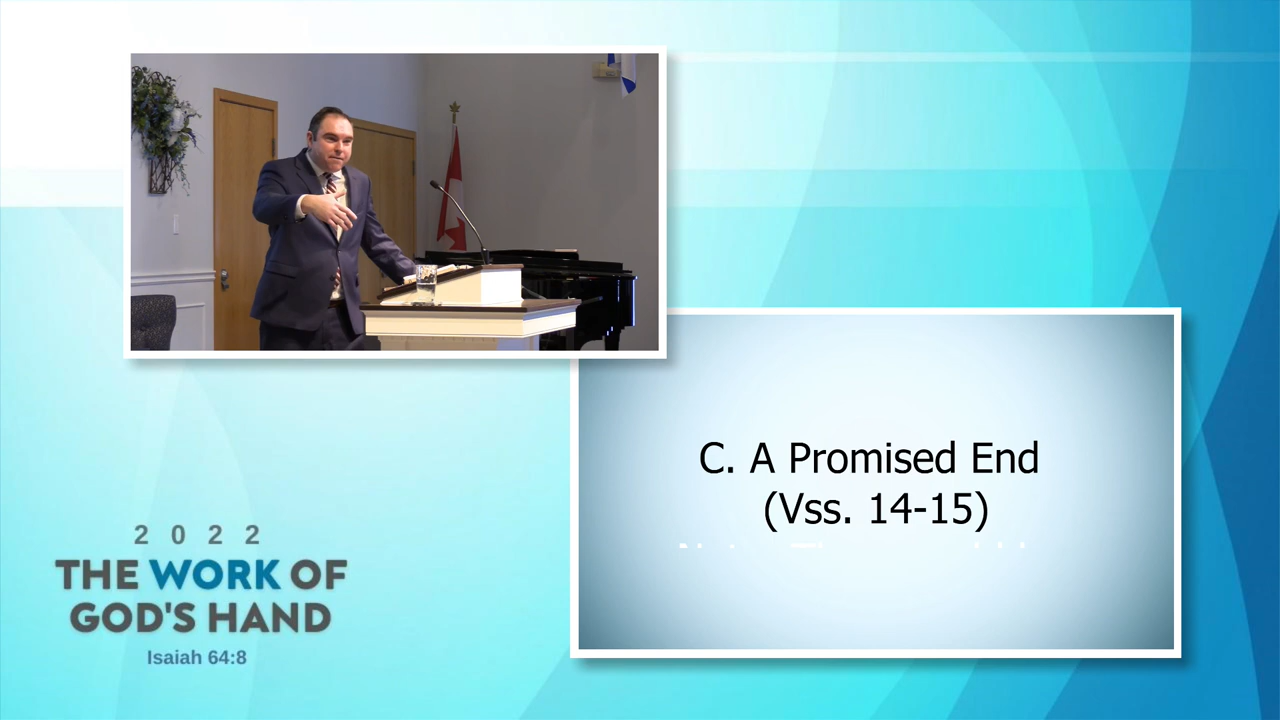 C. A Promised End
(Vss. 14-15)
2022
THE WORK OF
GOD'S HAND
Isaiah 64:8